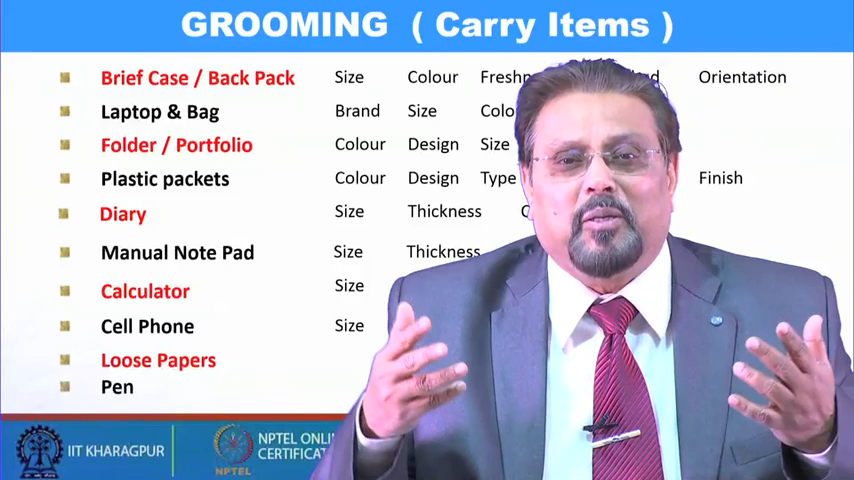 GROOMING ( Carry Items )
Brief Case / Back Pack Size Colour Orientation
Laptop & Bag Brand Size
Folder / Portfolio Colour Design Size
Plastic packets Colour Design Type Finish
Diary Size Thickness
Manual Note Pad Size Thickness
Calculator Size
Cell Phone Size
Loose Papers
Pen
IIT KHARAGPUR
NPTEL
NPTEL